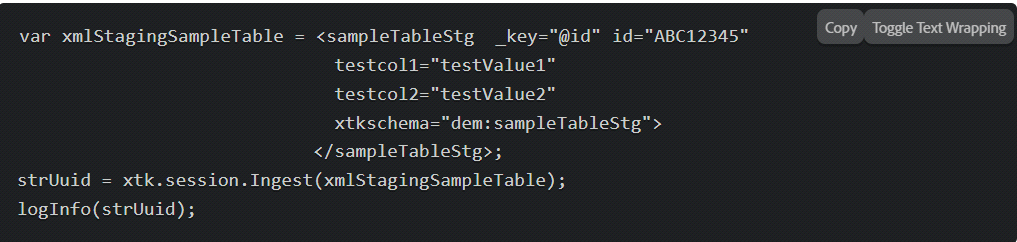 Copy Toggle Text Wrapping
var xmlStagingSampleTable = <sampleTableStg  _key="@id" id="ABC12345"
testcol1="testValue1"
testcol2="testValue2"
xtkschema="dem:sampleTableStg">
</sampleTableStg>;
strUuid = xtk.session.Ingest(xmlStagingSampleTable);
logInfo(strUuid);